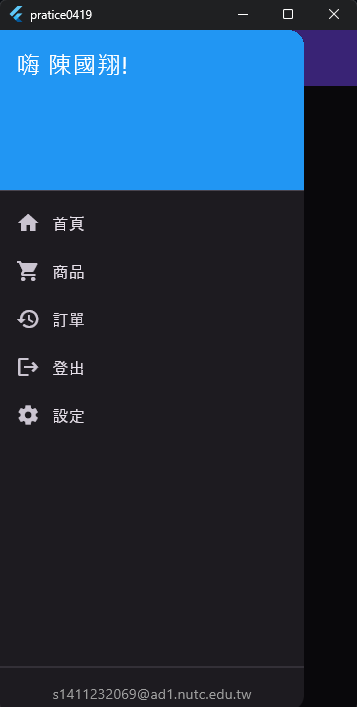 pratice0419
嗨 陳國翔!
首頁
商品
訂單
登出
設定
s1411232069@ad1.nutc.edu.tw